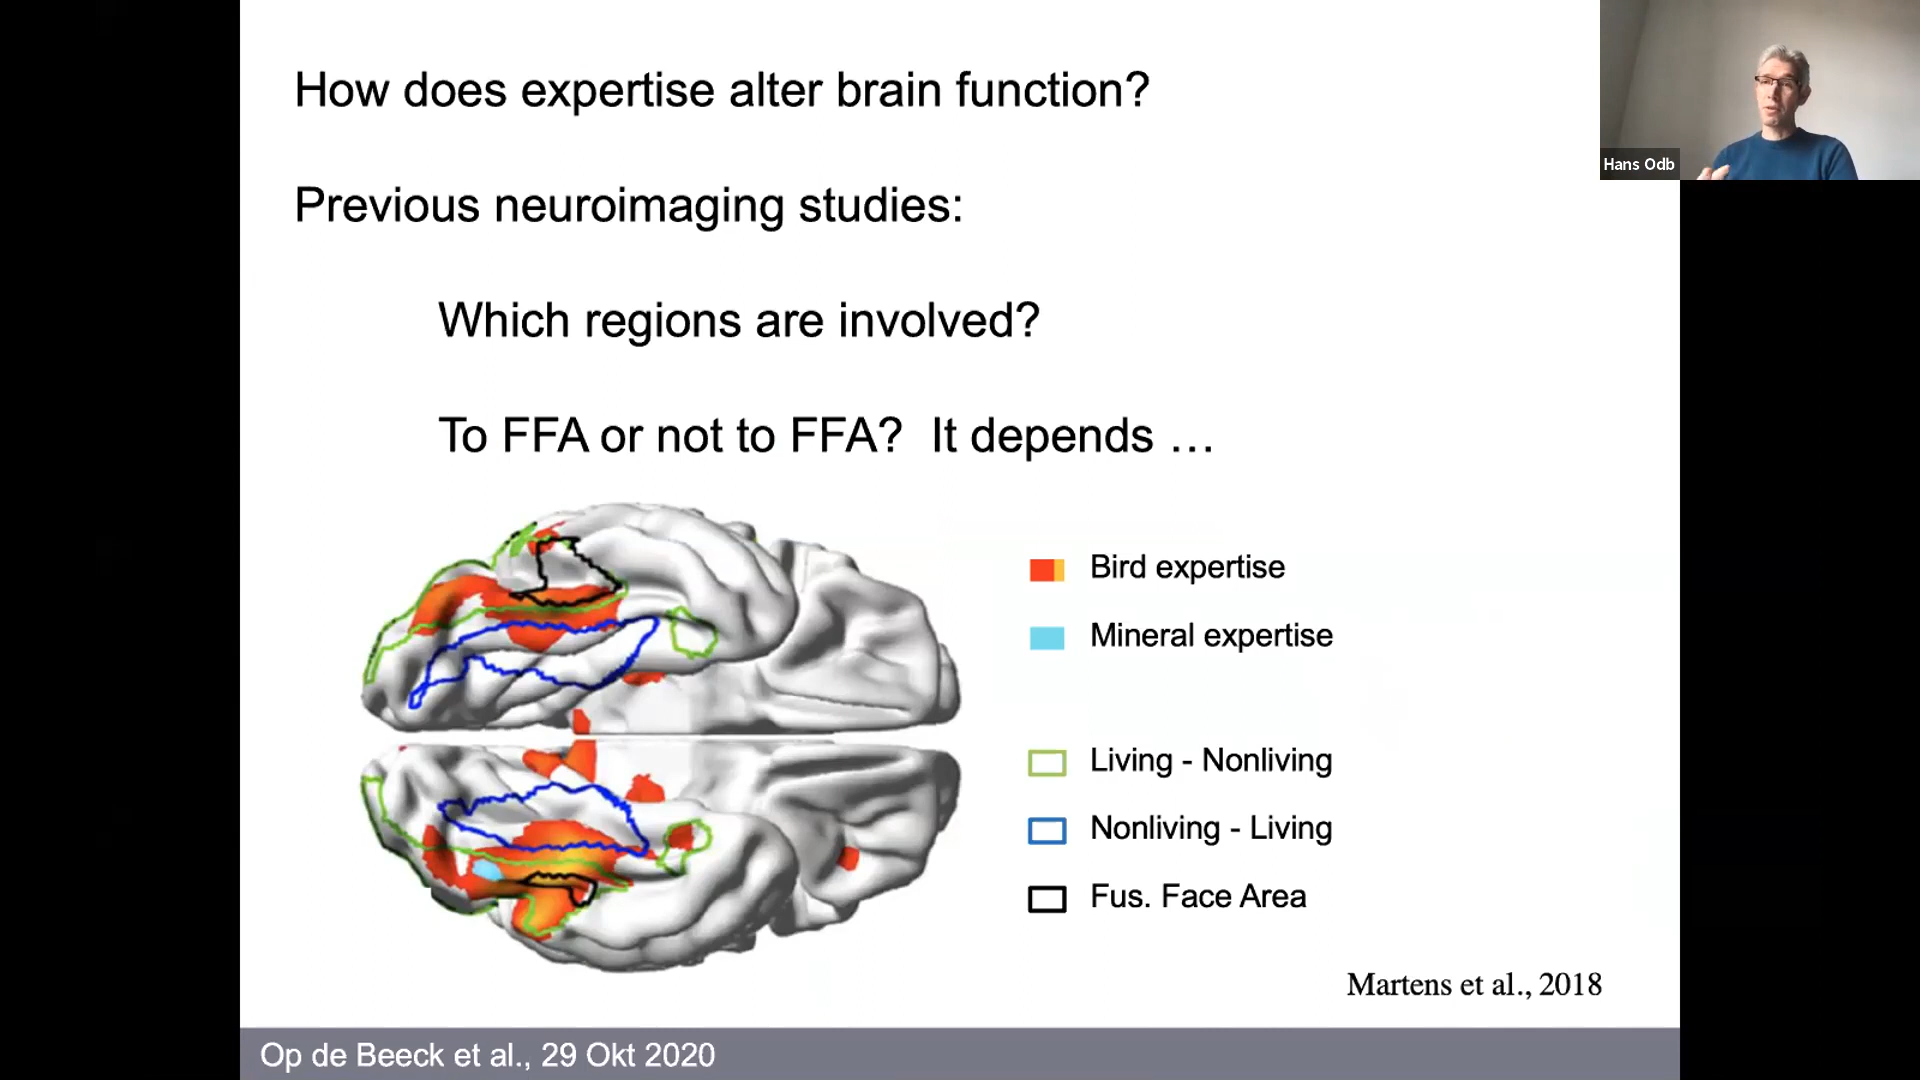 How does expertise alter brain function?
Hans Odb
Previous neuroimaging studies:
Which regions are involved?
To FFA or not to FFA?  It depends …
Bird expertise
Mineral expertise
Living - Nonliving
Nonliving - Living
Fus. Face Area
Martens et al., 2018
Op de Beeck et al., 29 Okt 2020